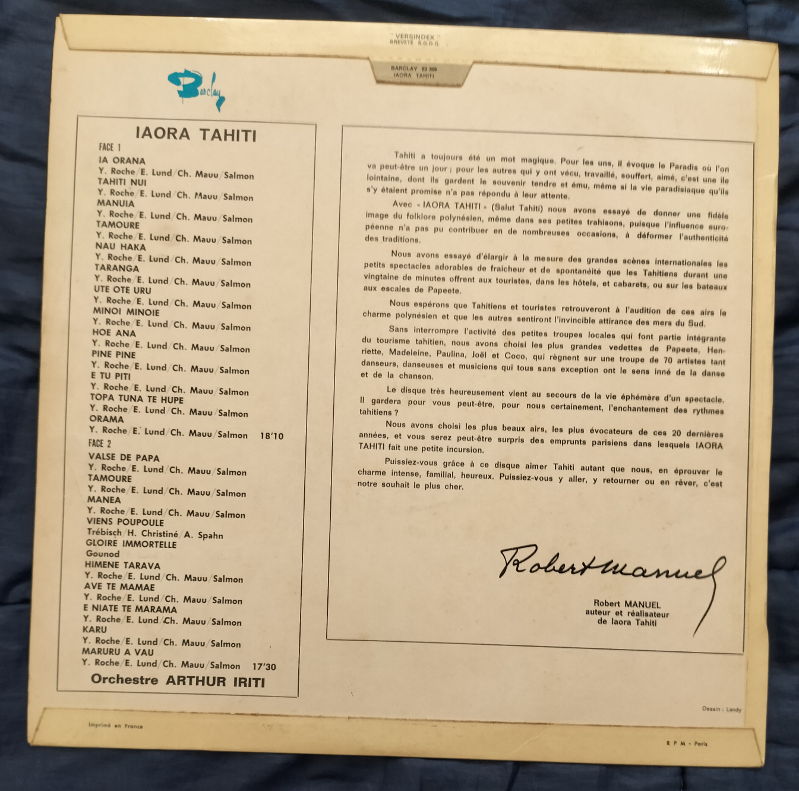 "VERSINDEX"
BREVETÉ S.G.D.G.
BARCLAY
IAORA TAHITI
Barclay
IAORA TAHITI
FACE 1
IA ORANA
Y. Roche/E. Lund/Ch. Mauu/Salmon
TAHITI NUI
Y. Roche/E. Lund/Ch. Mauu/Salmon
MANUIA
Y. Roche/E. Lund/Ch. Mauu/Salmon
TAMOURE
Y. Roche/E. Lund/Ch. Mauu/Salmon
NAU HAKA
Y. Roche/E. Lund/Ch. Mauu/Salmon
TARANGA
Y. Roche/E. Lund/Ch. Mauu/Salmon
UTE OTE URU
Y. Roche/E. Lund/Ch. Mauu/Salmon
MINOI MINOIE
Y. Roche/E. Lund/Ch. Mauu/Salmon
HOE ANA
Y. Roche/E. Lund/Ch. Mauu/Salmon
PINE PINE
Y. Roche/E. Lund/Ch. Mauu/Salmon
E TU PITI
Y. Roche/E. Lund/Ch. Mauu/Salmon
TOPA TUNA TE HUPE
Y. Roche/E. Lund/Ch. Mauu/Salmon
ORAMA
Y. Roche/E. Lund/Ch. Mauu/Salmon 18'10
FACE 2
VALSE DE PAPA
Y. Roche/E. Lund/Ch. Mauu/Salmon
TAMOURE
Y. Roche/E. Lund/Ch. Mauu/Salmon
MANEA
Y. Roche/E. Lund/Ch. Mauu/Salmon
VIENS POUPOULE
Trébisch/H. Christiné/A. Spahn
GLOIRE IMMORTELLE
Gounod
HIMENE TARAVA
Y. Roche/E. Lund/Ch. Mauu/Salmon
AVE TE MAMAE
Y. Roche/E. Lund/Ch. Mauu/Salmon
E NIATE TE MARAMA
Y. Roche/E. Lund/Ch. Mauu/Salmon
KARU
Y. Roche/E. Lund/Ch. Mauu/Salmon
MARURU A VAU
Y. Roche/E. Lund/Ch. Mauu/Salmon 17'30
Orchestre ARTHUR IRITI
Tahiti a toujours été un mot magique. Pour les uns, il évoque le Paradis où l'on
va peut-être un jour ; pour les autres qui y ont vécu, travaillé, souffert, aimé, c'est une île
lointaine, dont ils gardent le souvenir tendre et ému, même si la vie paradisiaque qu'ils
s'y étaient promise n'a pas répondu à leur attente.
Avec « IAORA TAHITI » (Salut Tahiti) nous avons essayé de donner une fidèle
image du folklore polynésien, même dans ses petites trahisons, puisque l'influence euro-
péenne n'a pas pu contribuer en de nombreuses occasions, à déformer l'authenticité
des traditions.
Nous avons essayé d'élargir à la mesure des grandes scènes internationales les
petits spectacles adorables de fraicheur et de spontanéité que les Tahitiens durant une
vingtaine de minutes offrent aux touristes, dans les hôtels, et cabarets, ou sur les bateaux
aux escales de Papeete.
Nous espérons que Tahitiens et touristes retrouveront à l'audition de ces airs le
charme polynésien et que les autres sentiront l'invincible attirance des mers du Sud.
Sans interrompre l'activité des petites troupes locales qui font partie intégrante
du tourisme tahitien, nous avons choisi les plus grandes vedettes de Papeete, Hen-
riette, Madeleine, Paulina, Joël et Coco, qui règnent sur une troupe de 70 artistes tant
danseurs, danseuses et musiciens qui tous sans exception ont le sens inné de la danse
et de la chanson.
Le disque très heureusement vient au secours de la vie éphémère d'un spectacle.
Il gardera pour vous peut-être, pour nous certainement, l'enchantement des rythmes
tahitiens ?
Nous avons choisi les plus beaux airs, les plus évocateurs de ces 20 dernières
années, et vous serez peut-être surpris des emprunts parisiens dans lesquels IAORA
TAHITI fait une petite incursion.
Puissiez-vous grâce à ce disque aimer Tahiti autant que nous, en éprouver le
charme intense, familial, heureux. Puissiez-vous y aller, y retourner ou en rêver, c'est
notre souhait le plus cher.
Robert Manuel
Robert MANUEL
auteur et réalisateur
de Iaora Tahiti
Dessin : Landy
Imprimé en France
R P M - Paris